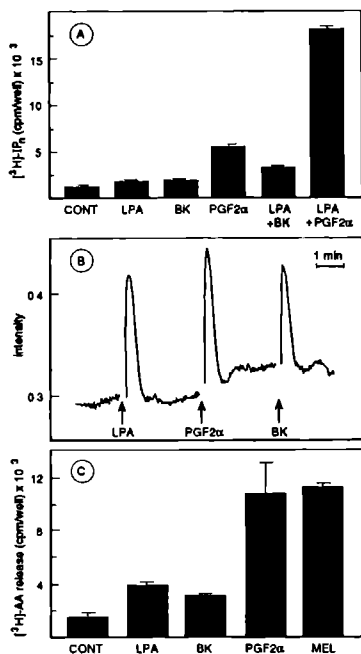 A
[³H]-IPn (cpm/well) x 10⁻³
15
5
CONT LPA BK PGF2α LPA LPA
+BK +PGF2α
B
1 min
intensity
0 4
0 3
LPA PGF2α BK
C
[³H]-AA release (cpm/well) x 10⁻³
12
8
4
CONT LPA BK PGF2α MEL